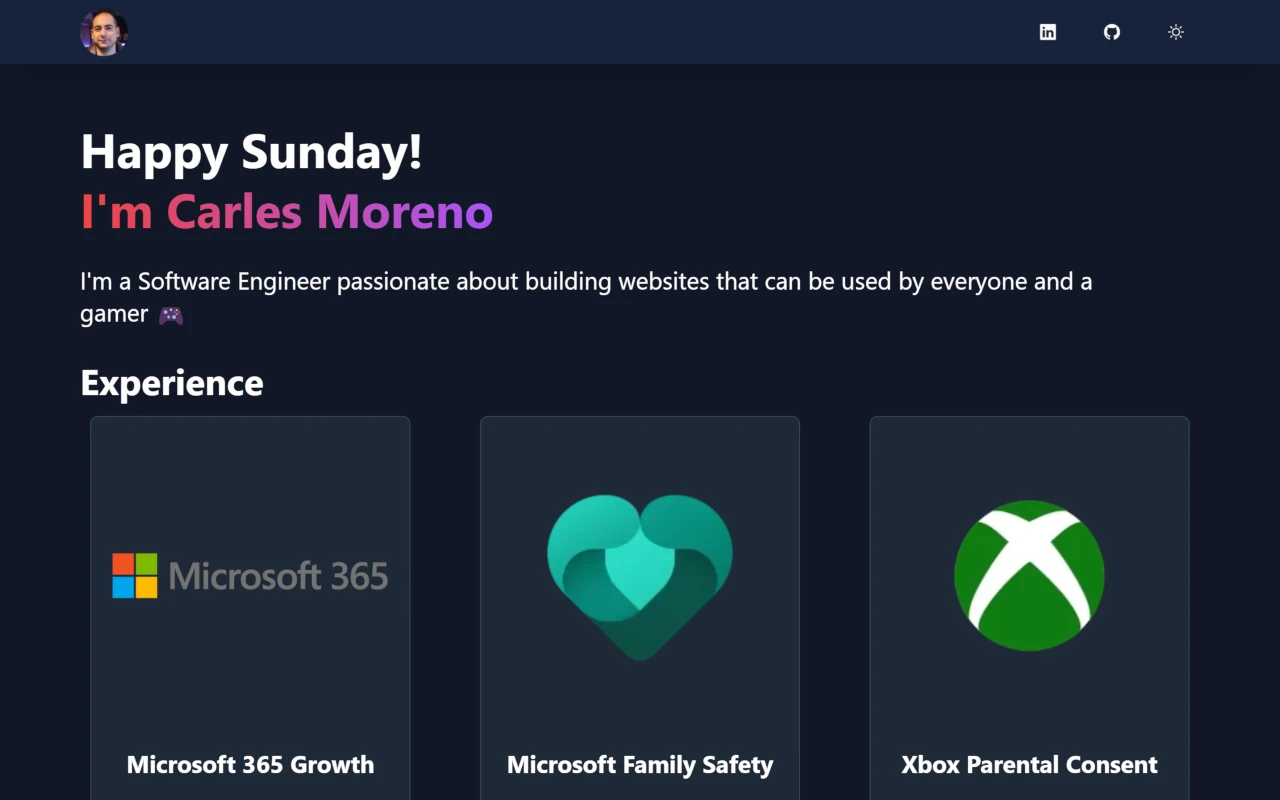 Happy Sunday!
I'm Carles Moreno
I'm a Software Engineer passionate about building websites that can be used by everyone and a
gamer 🎮
Experience
Microsoft 365
Microsoft 365 Growth
Microsoft Family Safety
Xbox Parental Consent